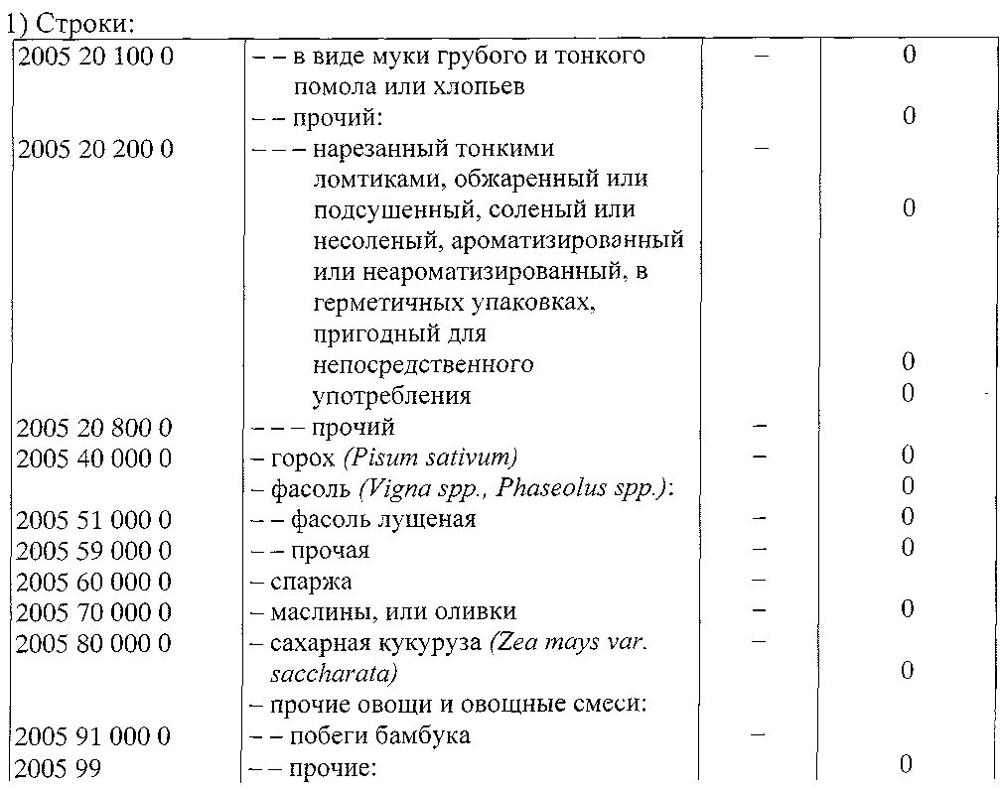 1) Строки:
2005 20 100 0 – – в виде муки грубого и тонкого – 0
помола или хлопьев
– – прочий: 0
2005 20 200 0 – – – нарезанный тонкими –
ломтиками, обжаренный или
подсушенный, соленый или 0
несоленый, ароматизированный
или неароматизированный, в
герметичных упаковках,
пригодный для
непосредственного 0
употребления 0
2005 20 800 0 – – – прочий –
2005 40 000 0 – горох (Pisum sativum) – 0
– фасоль (Vigna spp., Phaseolus spp.): 0
2005 51 000 0 – – фасоль лущеная – 0
2005 59 000 0 – – прочая – 0
2005 60 000 0 – спаржа –
2005 70 000 0 – маслины, или оливки – 0
2005 80 000 0 – сахарная кукуруза (Zea mays var. –
saccharata) 0
– прочие овощи и овощные смеси:
2005 91 000 0 – – побеги бамбука –
2005 99 – – прочие: 0